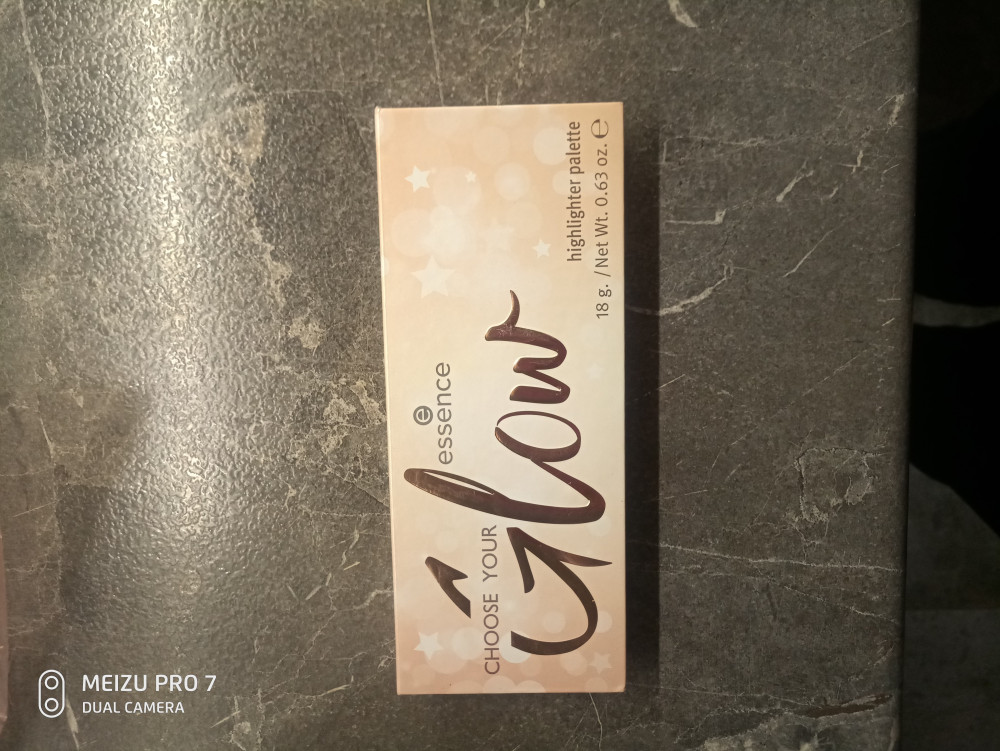 essence
CHOOSE YOUR
Glow
highlighter palette
18 g. / Net Wt. 0.63 oz. ℮
MEIZU PRO 7
DUAL CAMERA